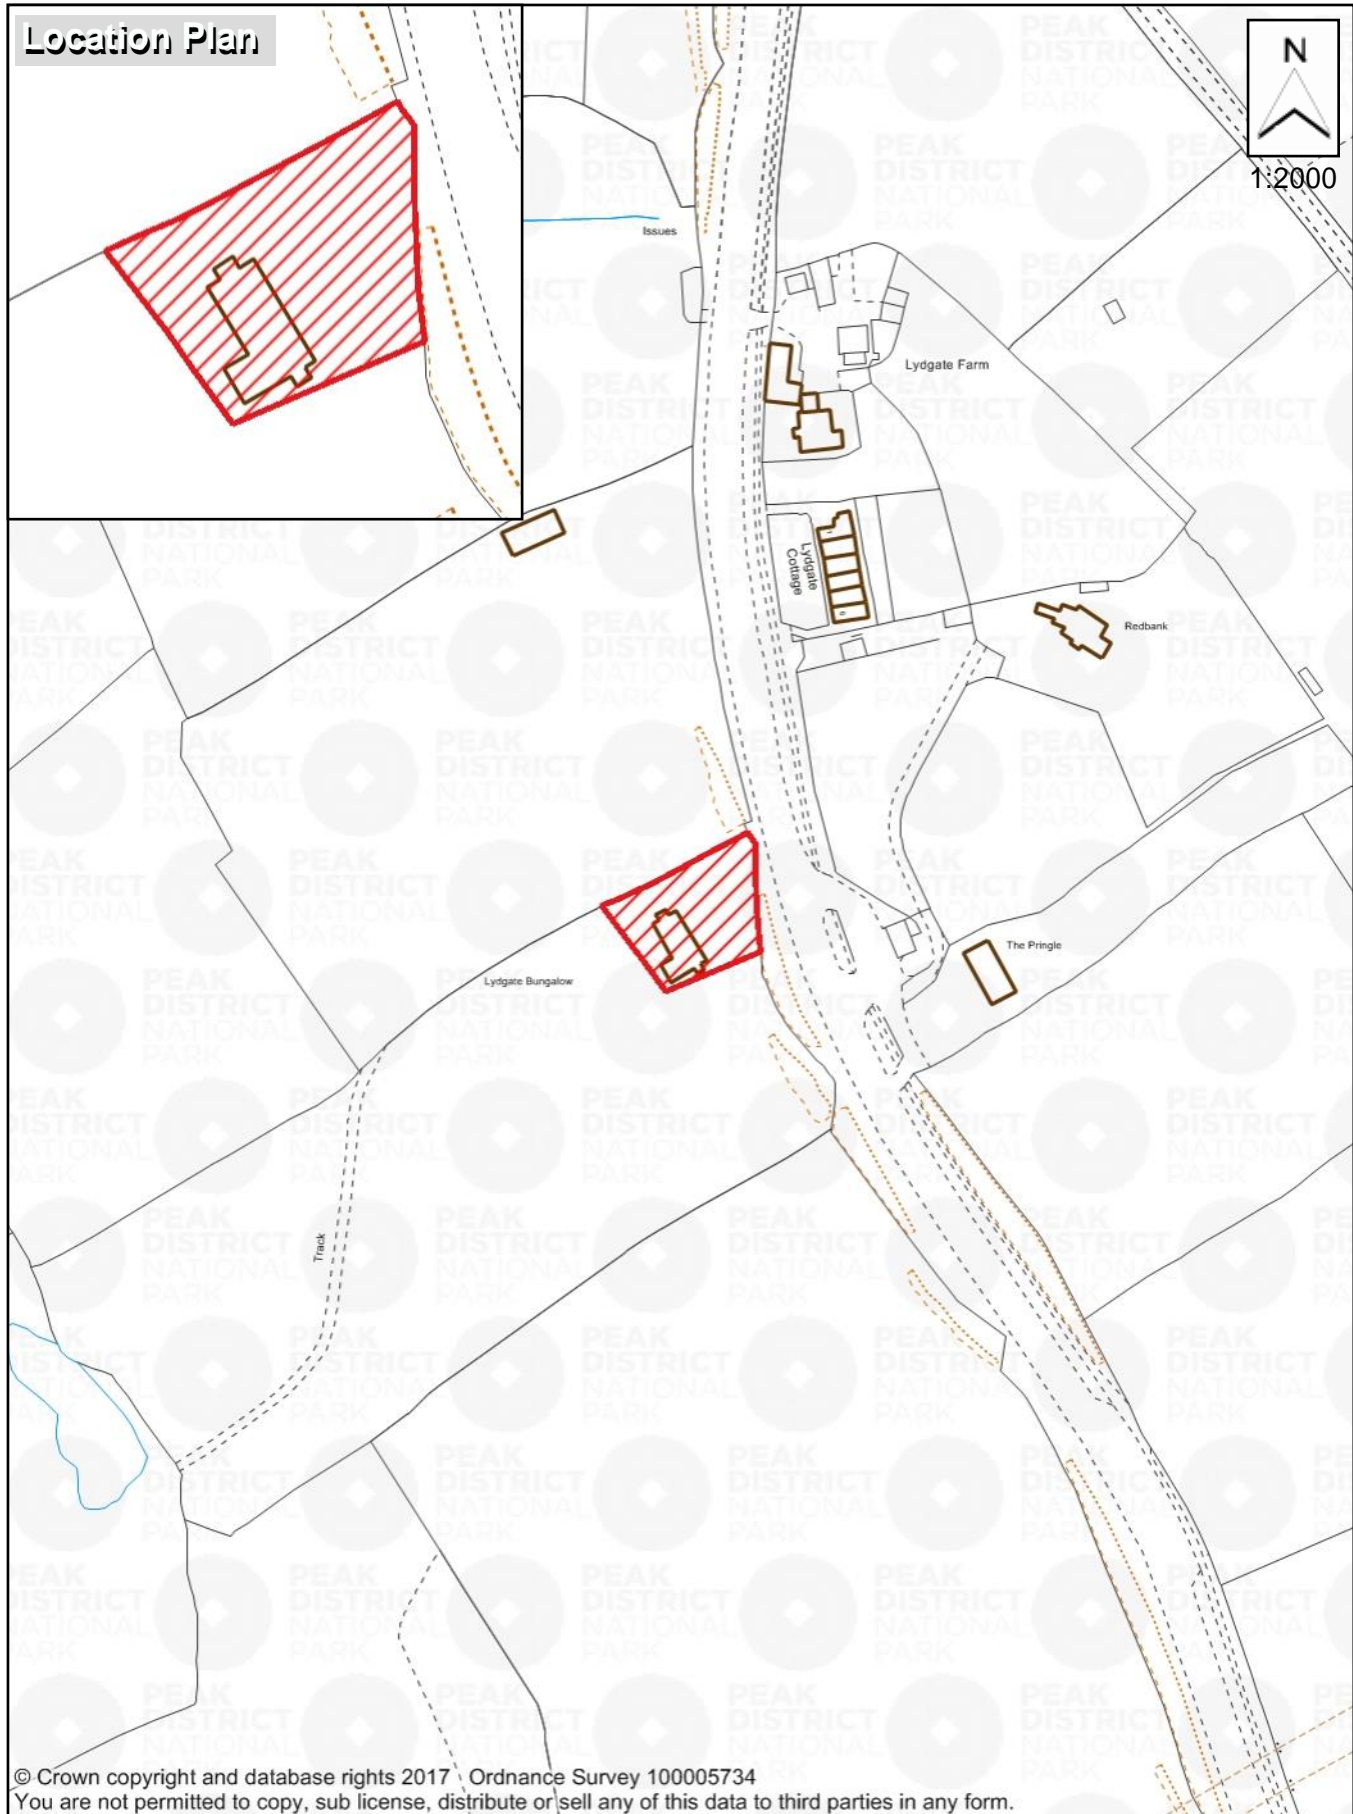 Location Plan
N
1:2000
Issues
Lydgate Farm
Lydgate
Cottage
Redbank
The Pringle
Lydgate Bungalow
Track
PEAK
DISTRICT
NATIONAL
PARK
© Crown copyright and database rights 2017 Ordnance Survey 100005734
You are not permitted to copy, sub license, distribute or sell any of this data to third parties in any form.